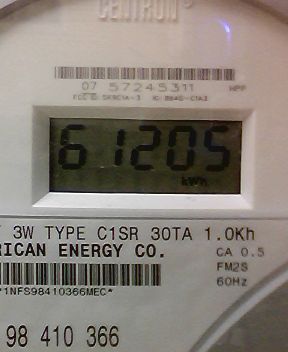 CENTRON®
07 57245311 HPP
61205
kWh
3W TYPE C1SR 30TA 1.0Kh
RICAN ENERGY CO. CA 0.5
FM2S
60Hz
*1NFS98410366MEC*
98 410 366